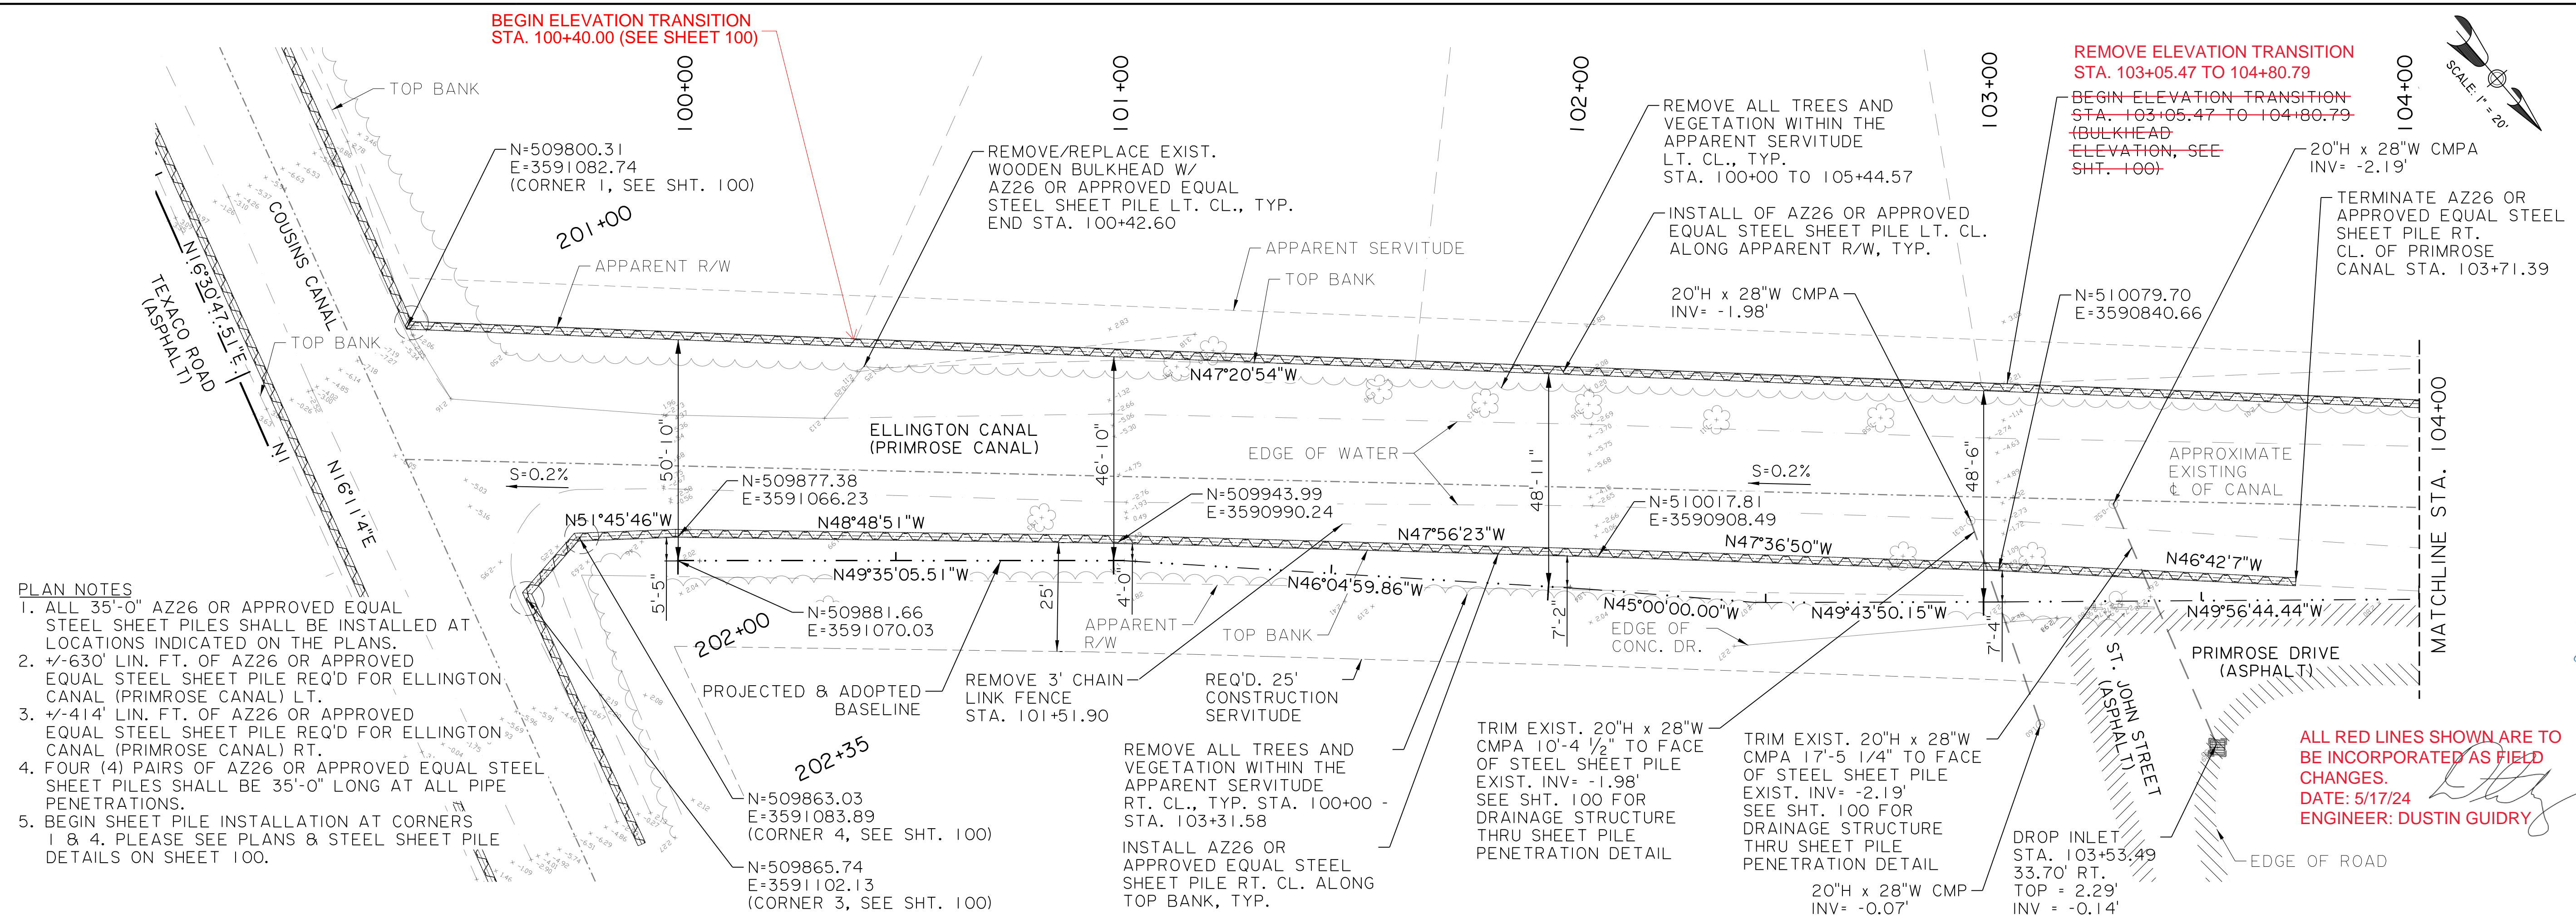 BEGIN ELEVATION TRANSITION
STA. 100+40.00 (SEE SHEET 100)
REMOVE ELEVATION TRANSITION
STA. 103+05.47 TO 104+80.79
BEGIN ELEVATION TRANSITION
STA. 103+05.47 TO 104+80.79
(BULKHEAD
ELEVATION, SEE
SHT. 100)
SCALE: 1" = 20'
100+00
101+00
102+00
103+00
104+00
TOP BANK
N=509800.31
E=3591082.74
(CORNER 1, SEE SHT. 100)
201+00
APPARENT R/W
REMOVE/REPLACE EXIST.
WOODEN BULKHEAD W/
AZ26 OR APPROVED EQUAL
STEEL SHEET PILE LT. CL., TYP.
END STA. 100+42.60
APPARENT SERVITUDE
TOP BANK
REMOVE ALL TREES AND
VEGETATION WITHIN THE
APPARENT SERVITUDE
LT. CL., TYP.
STA. 100+00 TO 105+44.57
INSTALL OF AZ26 OR APPROVED
EQUAL STEEL SHEET PILE LT. CL.
ALONG APPARENT R/W, TYP.
20"H x 28"W CMPA
INV= -1.98'
20"H x 28"W CMPA
INV= -2.19'
TERMINATE AZ26 OR
APPROVED EQUAL STEEL
SHEET PILE RT.
CL. OF PRIMROSE
CANAL STA. 103+71.39
N=510079.70
E=3590840.66
COUSINS CANAL
N16°30'47.51"E
TEXACO ROAD
(ASPHALT)
TOP BANK
N16°11'4"E
N1
N47°20'54"W
ELLINGTON CANAL
(PRIMROSE CANAL)
EDGE OF WATER
APPROXIMATE
EXISTING
℄ OF CANAL
MATCHLINE STA. 104+00
S=0.2%
S=0.2%
50'-10"
46'-10"
48'-11"
48'-6"
N=509877.38
E=3591066.23
N=509943.99
E=3590990.24
N=510017.81
E=3590908.49
N51°45'46"W
N48°48'51"W
N47°56'23"W
N47°36'50"W
N46°42'7"W
N49°35'05.51"W
N46°04'59.86"W
N45°00'00.00"W
N49°43'50.15"W
N49°56'44.44"W
5'-5"
25'
4'-0"
7'-2"
7'-4"
N=509881.66
E=3591070.03
202+00
APPARENT
R/W
TOP BANK
EDGE OF
CONC. DR.
PROJECTED & ADOPTED
BASELINE
REMOVE 3' CHAIN
LINK FENCE
STA. 101+51.90
REQ'D. 25'
CONSTRUCTION
SERVITUDE
202+35
ST. JOHN STREET
(ASPHALT)
PRIMROSE DRIVE
(ASPHALT)
PLAN NOTES
1. ALL 35'-0" AZ26 OR APPROVED EQUAL
STEEL SHEET PILES SHALL BE INSTALLED AT
LOCATIONS INDICATED ON THE PLANS.
2. +/-630' LIN. FT. OF AZ26 OR APPROVED
EQUAL STEEL SHEET PILE REQ'D FOR ELLINGTON
CANAL (PRIMROSE CANAL) LT.
3. +/-414' LIN. FT. OF AZ26 OR APPROVED
EQUAL STEEL SHEET PILE REQ'D FOR ELLINGTON
CANAL (PRIMROSE CANAL) RT.
4. FOUR (4) PAIRS OF AZ26 OR APPROVED EQUAL STEEL
SHEET PILES SHALL BE 35'-0" LONG AT ALL PIPE
PENETRATIONS.
5. BEGIN SHEET PILE INSTALLATION AT CORNERS
1 & 4. PLEASE SEE PLANS & STEEL SHEET PILE
DETAILS ON SHEET 100.
N=509863.03
E=3591083.89
(CORNER 4, SEE SHT. 100)
N=509865.74
E=3591102.13
(CORNER 3, SEE SHT. 100)
REMOVE ALL TREES AND
VEGETATION WITHIN THE
APPARENT SERVITUDE
RT. CL., TYP. STA. 100+00 -
STA. 103+31.58
INSTALL AZ26 OR
APPROVED EQUAL STEEL
SHEET PILE RT. CL. ALONG
TOP BANK, TYP.
TRIM EXIST. 20"H x 28"W
CMPA 10'-4 1/2" TO FACE
OF STEEL SHEET PILE
EXIST. INV= -1.98'
SEE SHT. 100 FOR
DRAINAGE STRUCTURE
THRU SHEET PILE
PENETRATION DETAIL
TRIM EXIST. 20"H x 28"W
CMPA 17'-5 1/4" TO FACE
OF STEEL SHEET PILE
EXIST. INV= -2.19'
SEE SHT. 100 FOR
DRAINAGE STRUCTURE
THRU SHEET PILE
PENETRATION DETAIL
20"H x 28"W CMP
INV= -0.07'
DROP INLET
STA. 103+53.49
33.70' RT.
TOP = 2.29'
INV = -0.14'
EDGE OF ROAD
ALL RED LINES SHOWN ARE TO
BE INCORPORATED AS FIELD
CHANGES.
DATE: 5/17/24
ENGINEER: DUSTIN GUIDRY